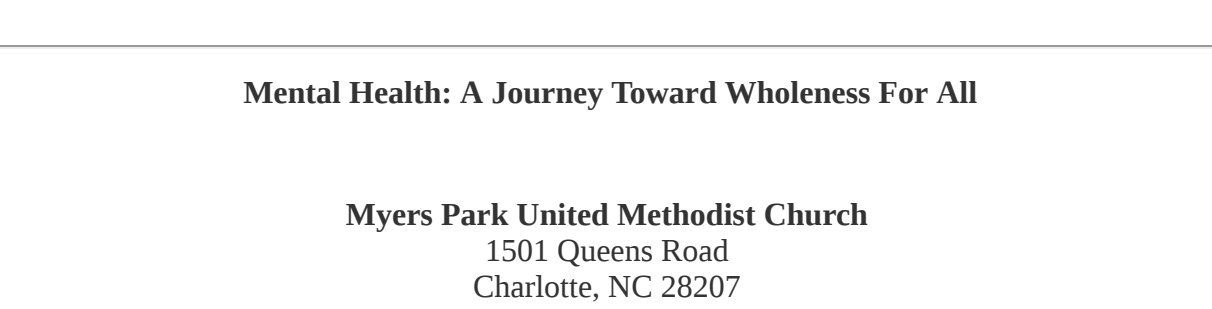 Mental Health: A Journey Toward Wholeness For All
Myers Park United Methodist Church
1501 Queens Road
Charlotte, NC 28207